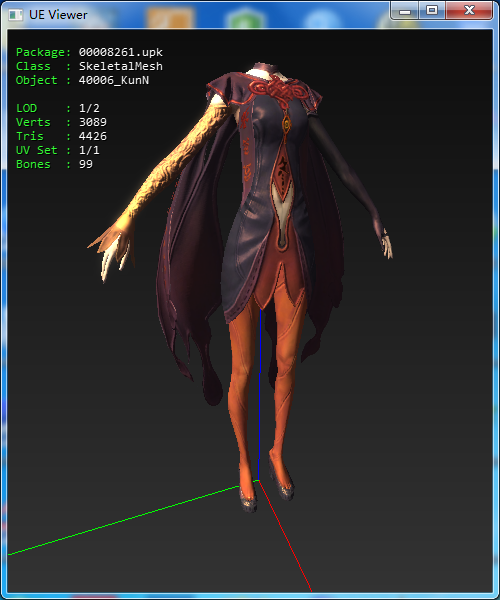 UE Viewer
Package: 00008261.upk
Class : SkeletalMesh
Object : 40006_KunN
LOD : 1/2
Verts : 3089
Tris : 4426
UV Set : 1/1
Bones : 99